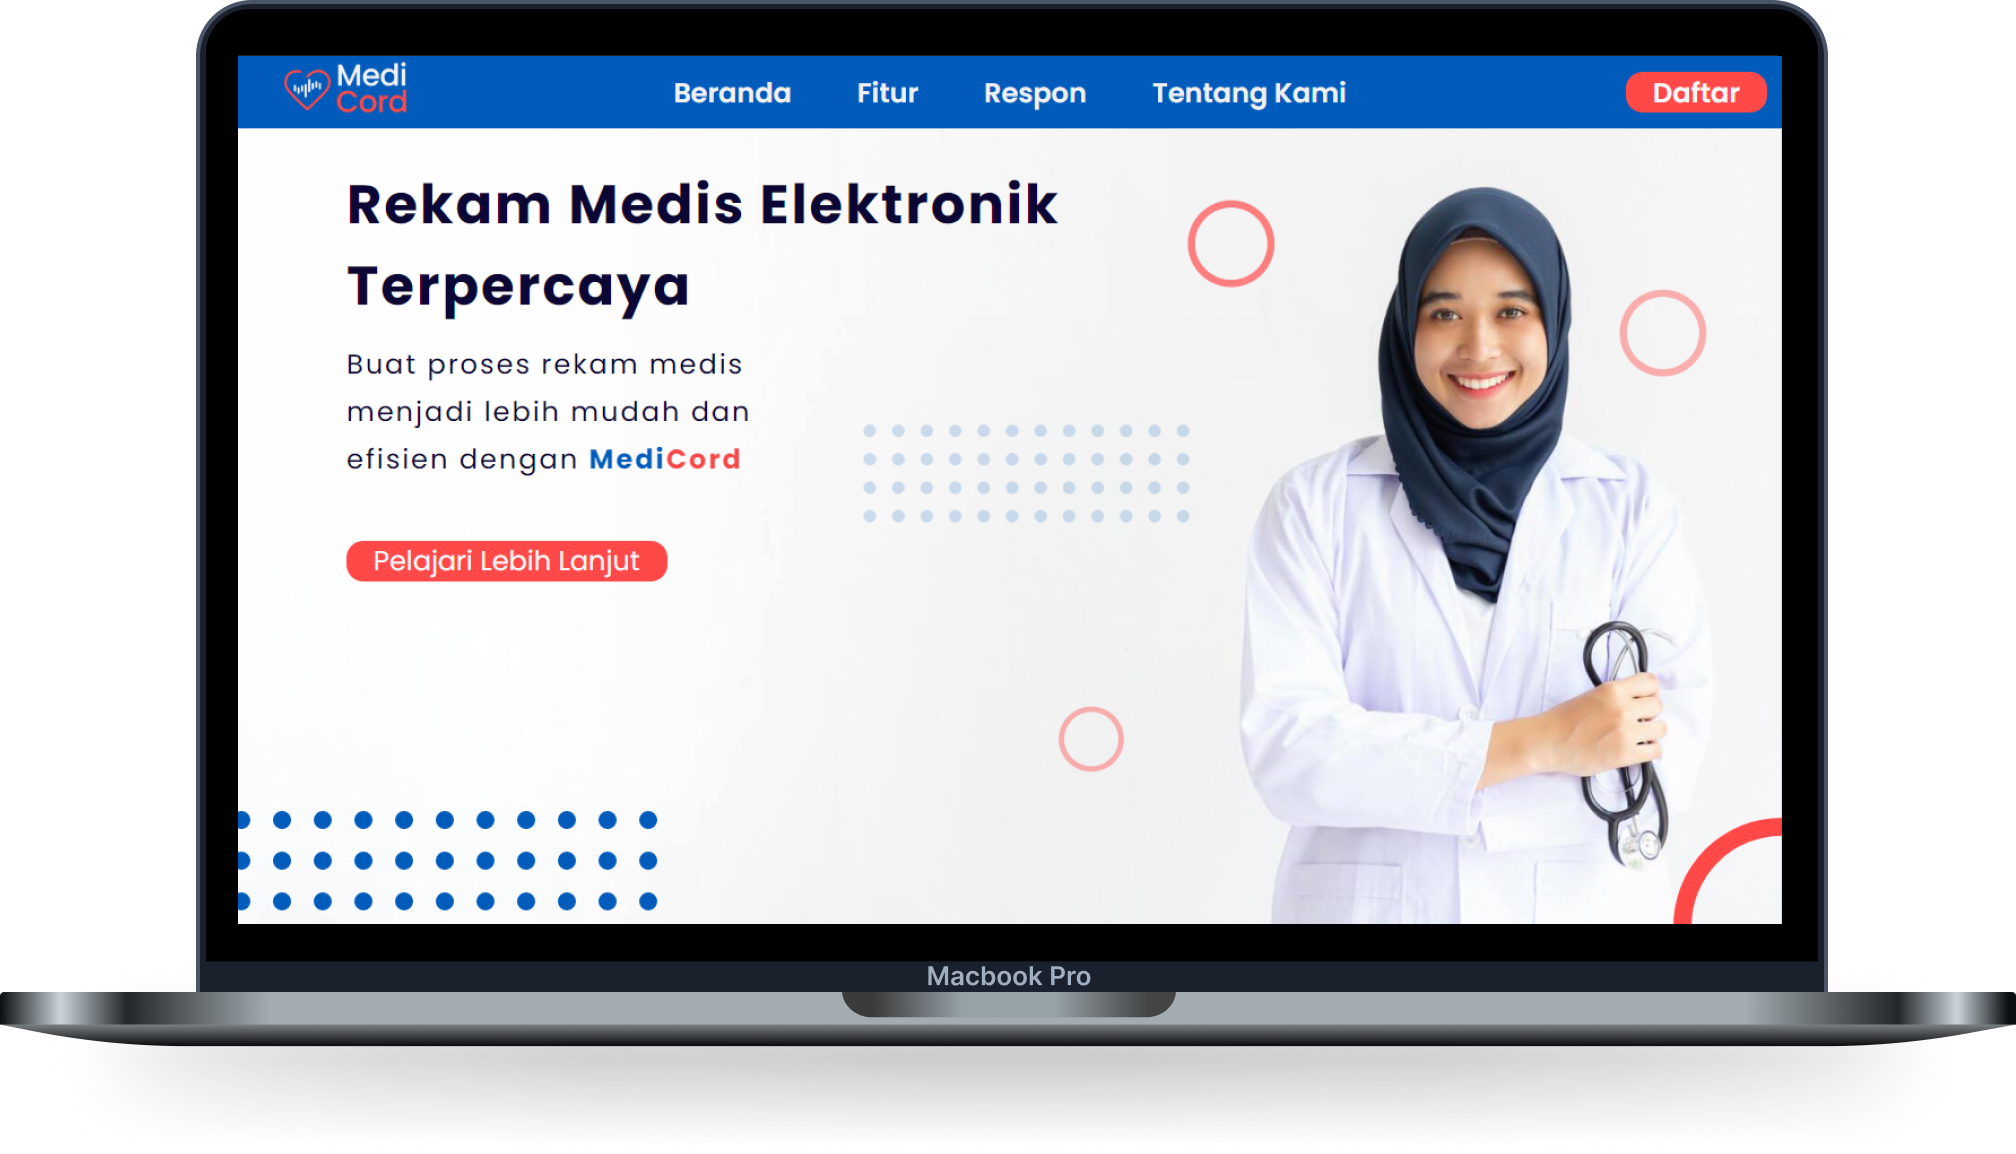 Medi
Cord
Beranda Fitur Respon Tentang Kami Daftar
Rekam Medis Elektronik
Terpercaya
Buat proses rekam medis
menjadi lebih mudah dan
efisien dengan MediCord
Pelajari Lebih Lanjut
Macbook Pro